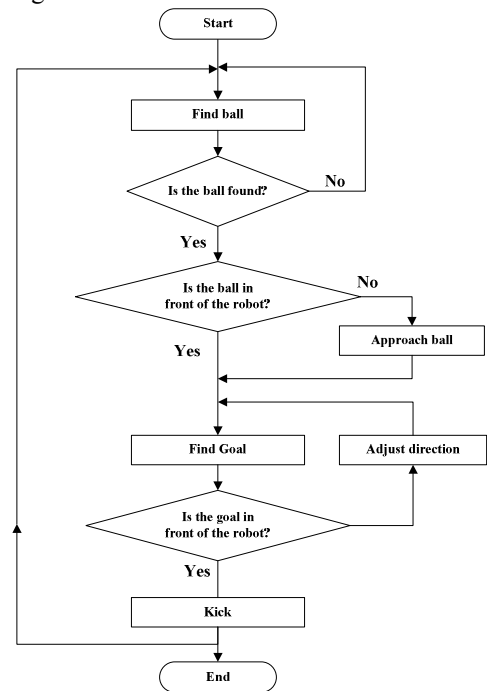 Start
Find ball
Is the ball found?
No
Yes
Is the ball in
front of the robot?
No
Approach ball
Yes
Find Goal
Adjust direction
Is the goal in
front of the robot?
Yes
Kick
End